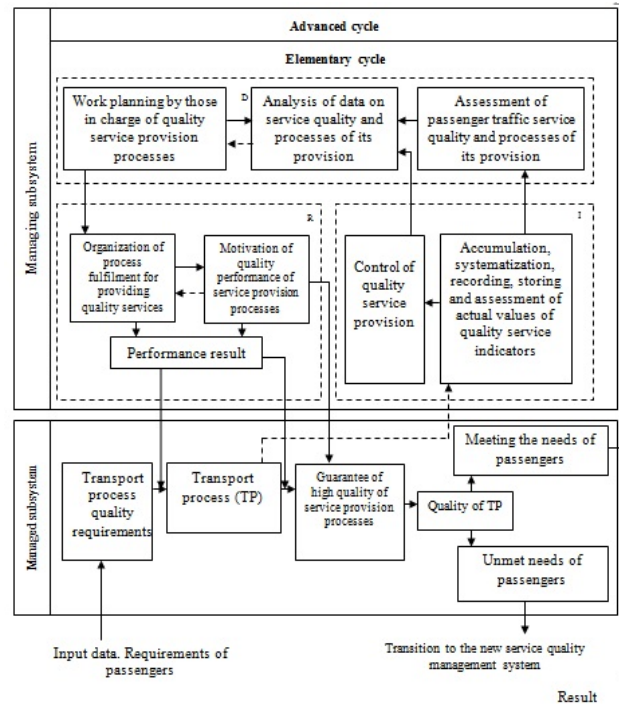 Advanced cycle
Elementary cycle
Managing subsystem
Work planning by those
in charge of quality
service provision
processes
D
Analysis of data on
service quality and
processes of its
provision
Assessment of
passenger traffic service
quality and processes of
its provision
R
Organization of
process
fulfilment for
providing
quality services
Motivation of
quality
performance of
service provision
processes
Performance result
I
Control of
quality
service
provision
Accumulation,
systematization,
recording, storing
and assessment of
actual values of
quality service
indicators
Managed subsystem
Transport
process
quality
requirements
Transport
process (TP)
Guarantee of
high quality of
service provision
processes
Quality of TP
Meeting the needs of
passengers
Unmet needs of
passengers
Input data. Requirements of
passengers
Transition to the new service quality
management system
Result